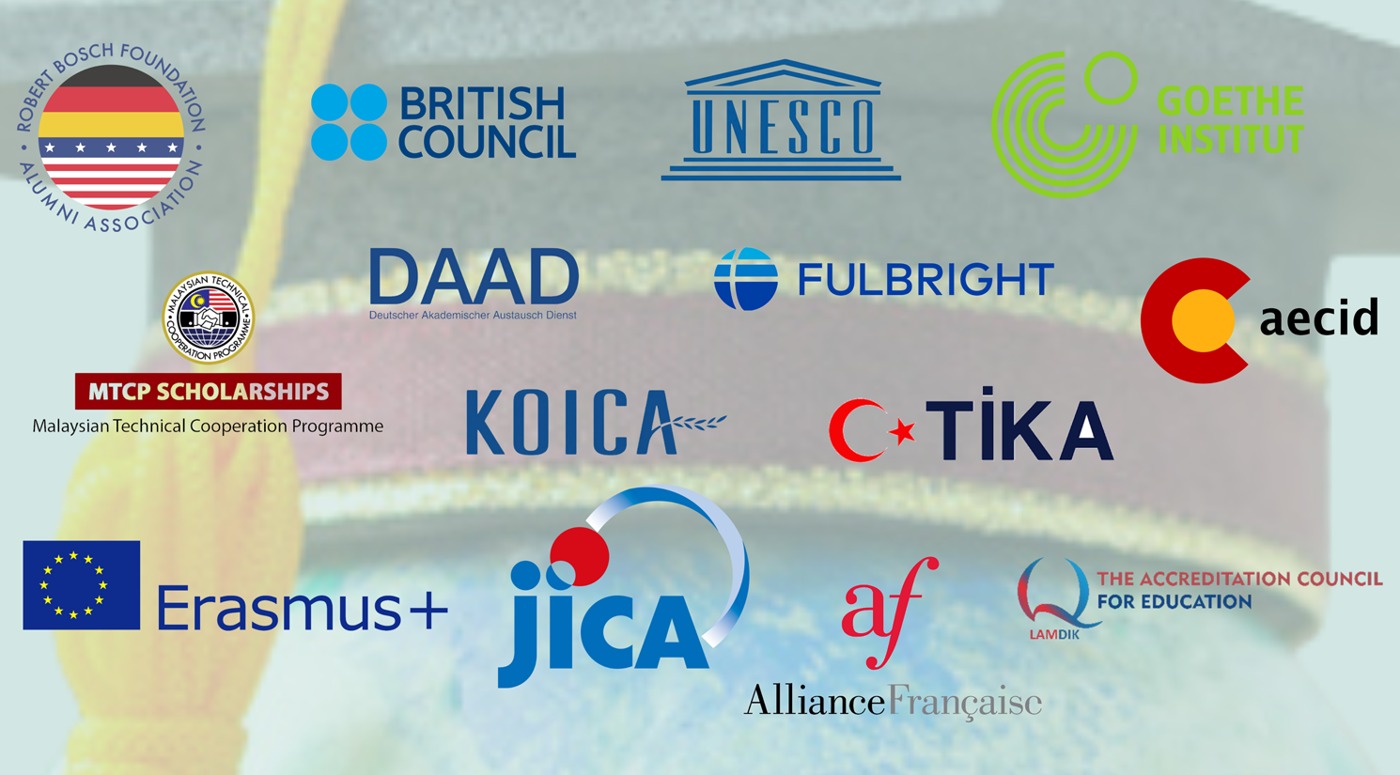 ROBERT BOSCH FOUNDATION
ALUMNI ASSOCIATION
BRITISH
COUNCIL
UNESCO
GOETHE
INSTITUT
DAAD
Deutscher Akademischer Austausch Dienst
FULBRIGHT
aecid
MALAYSIAN TECHNICAL
COOPERATION PROGRAMME
MTCP SCHOLARSHIPS
Malaysian Technical Cooperation Programme
KOICA
TİKA
Erasmus+
jica
af
AllianceFrançaise
THE ACCREDITATION COUNCIL
FOR EDUCATION
LAMDIK